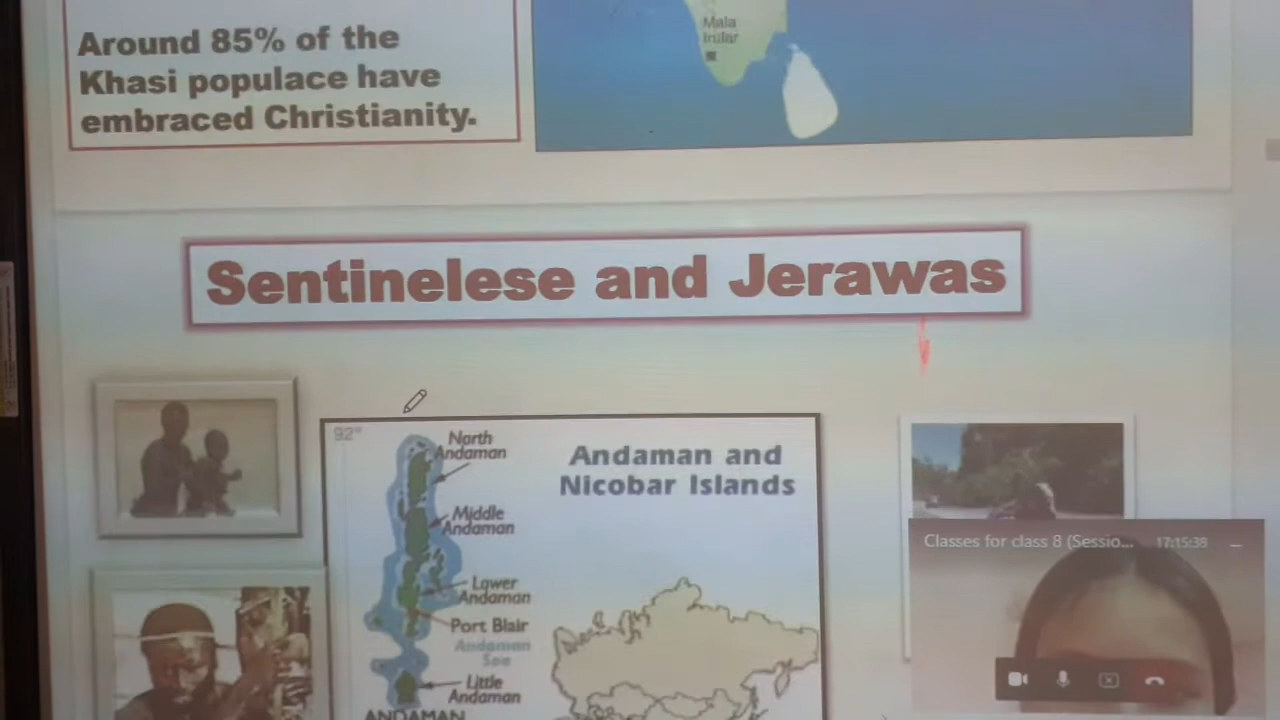 Around 85% of the
Khasi populace have
embraced Christianity.
Mala
Irular
Sentinelese and Jerawas
92°
North
Andaman
Andaman and
Nicobar Islands
Middle
Andaman
Classes for class 8 (Sessio...
17:15:38
Lower
Andaman
Port Blair
Andaman
Sea
Little
Andaman
ANDAMAN